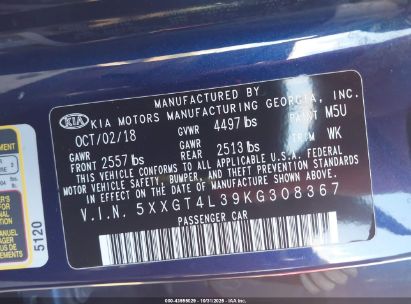 MANUFACTURED BY
KIA KIA MOTORS MANUFACTURING GEORGIA, INC.
OCT/02/18 GVWR 4497 lbs PAINT M5U
GAWR FRONT 2557 lbs GAWR REAR 2513 lbs TRIM WK
THIS VEHICLE CONFORMS TO ALL APPLICABLE U.S.A. FEDERAL
MOTOR VEHICLE SAFETY, BUMPER, AND THEFT PREVENTION STANDARDS
IN EFFECT ON THE DATE OF MANUFACTURE SHOWN ABOVE.
V.I.N. 5XXGT4L39KG308367
PASSENGER CAR
5120
MANUEL